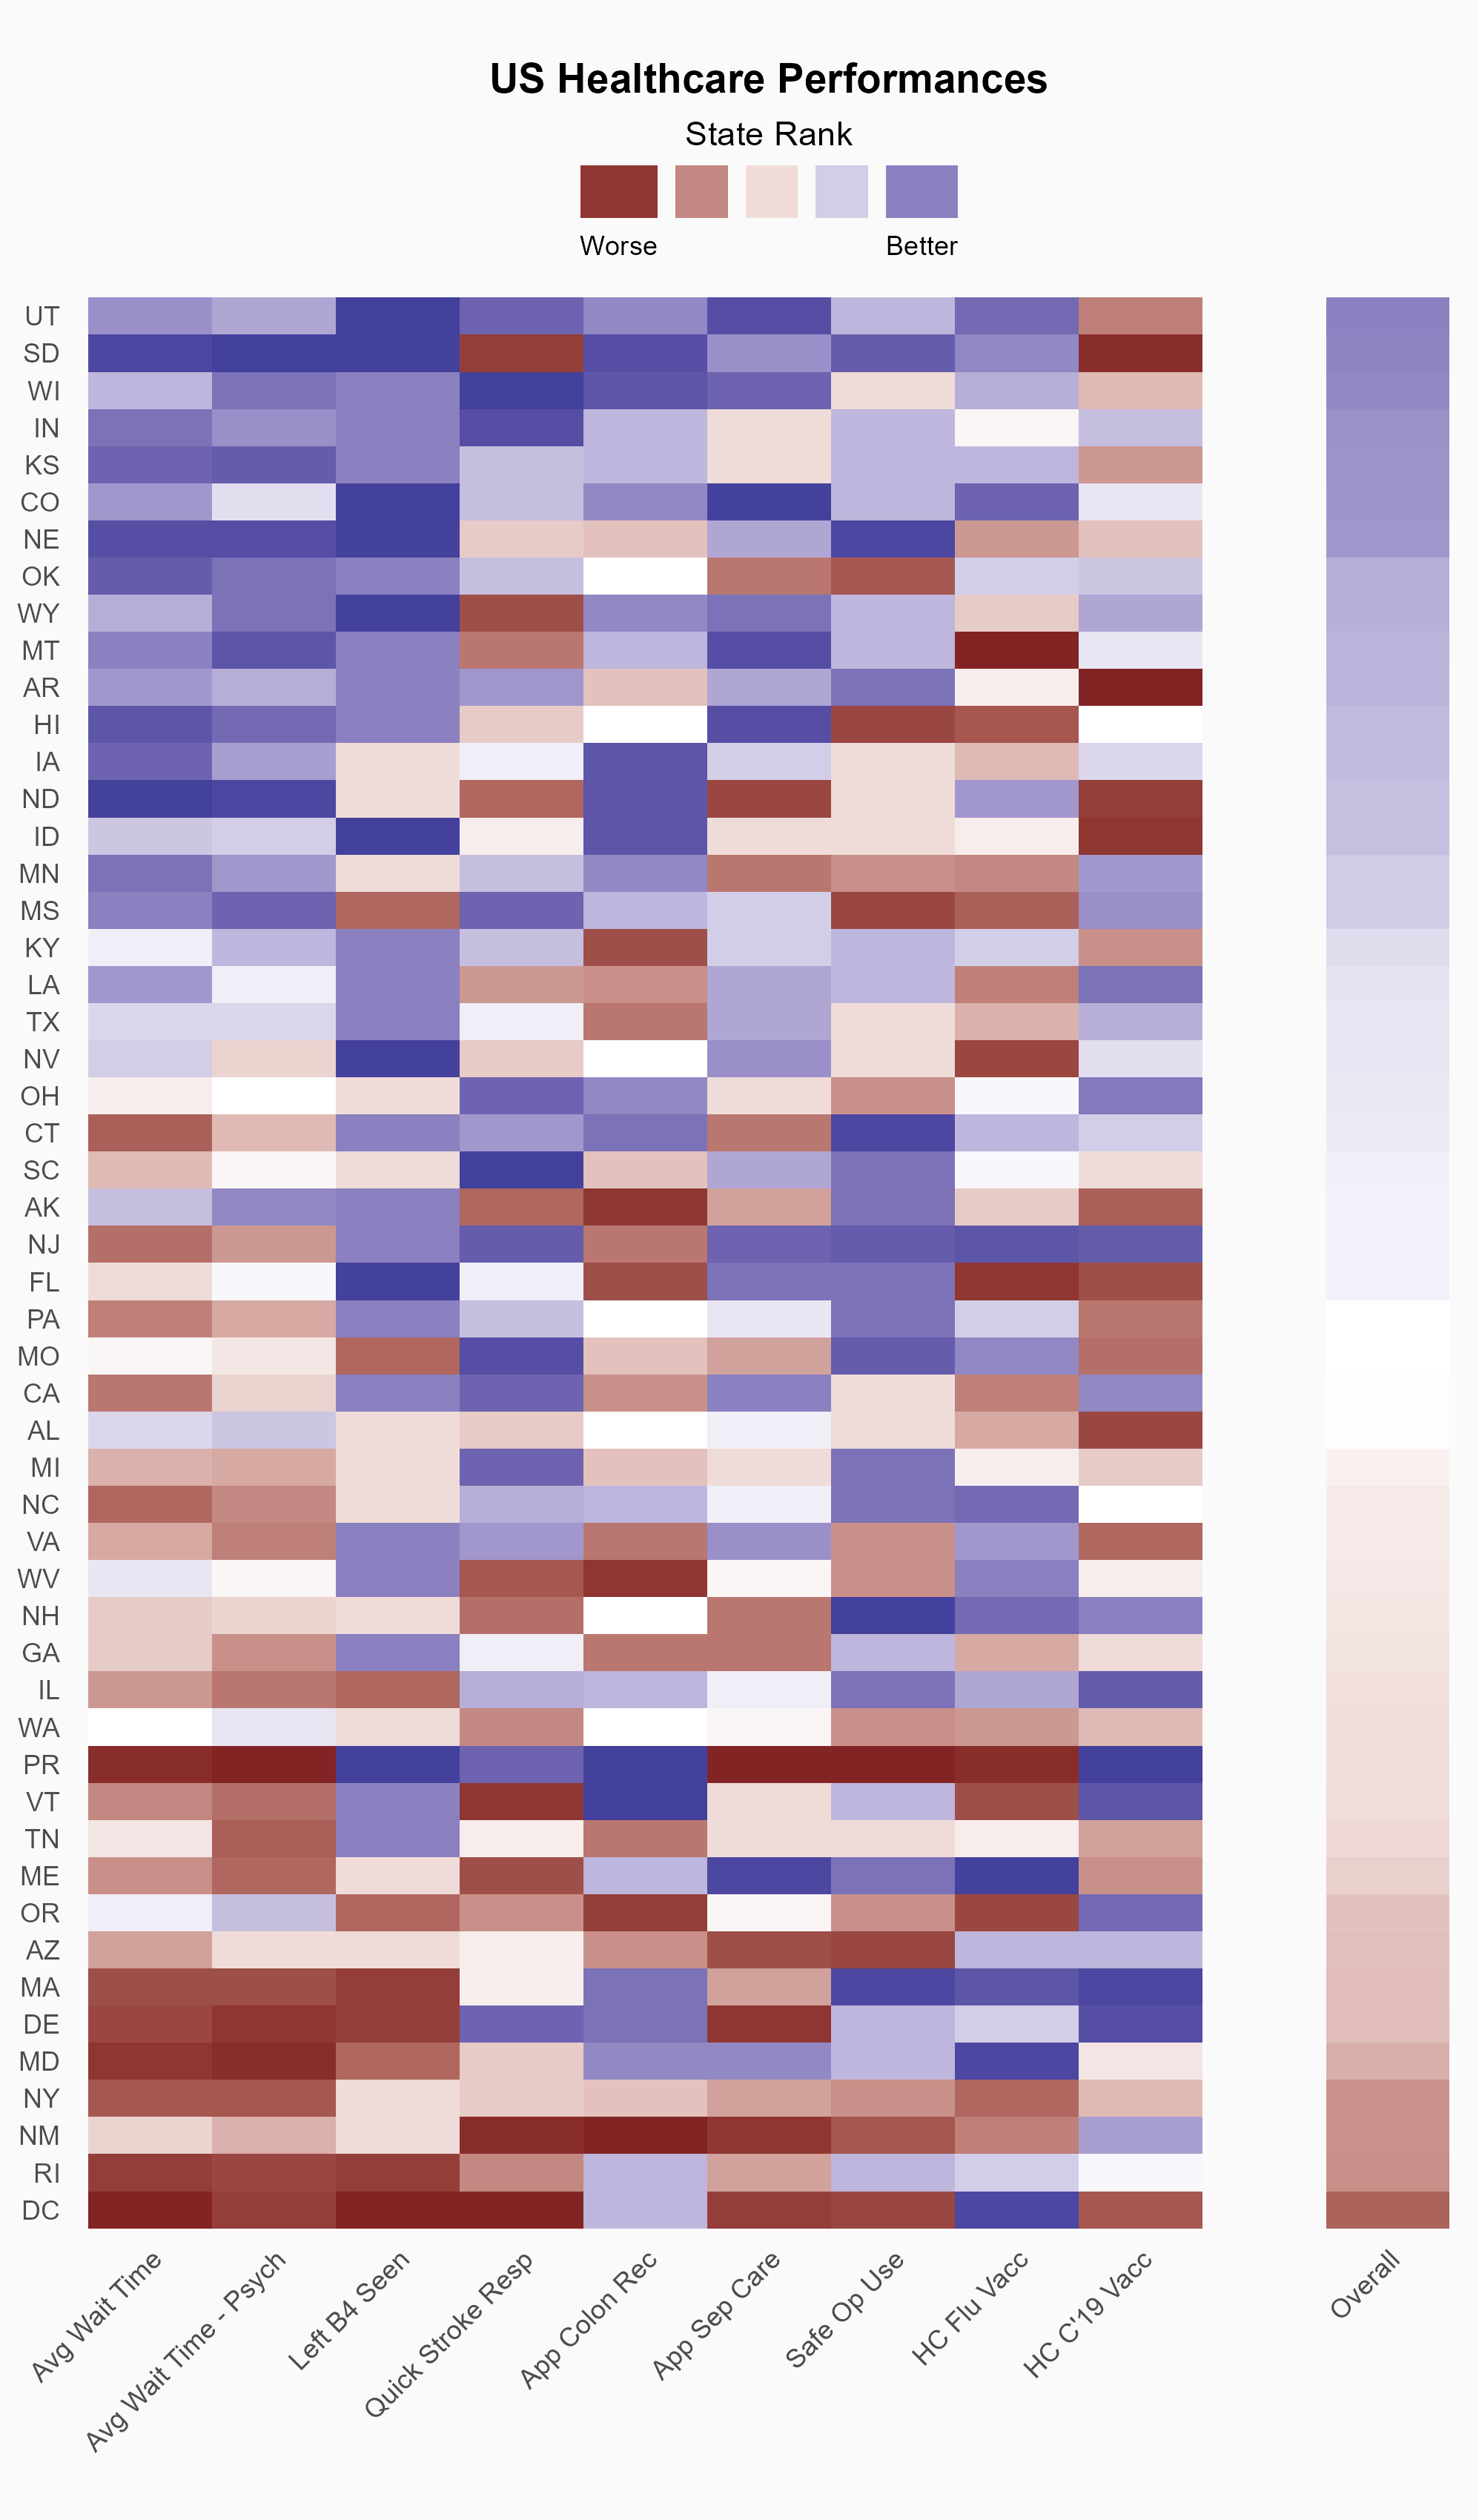 US Healthcare Performances
State Rank
Worse
Better
UT
SD
WI
IN
KS
CO
NE
OK
WY
MT
AR
HI
IA
ND
ID
MN
MS
KY
LA
TX
NV
OH
CT
SC
AK
NJ
FL
PA
MO
CA
AL
MI
NC
VA
WV
NH
GA
IL
WA
PR
VT
TN
ME
OR
AZ
MA
DE
MD
NY
NM
RI
DC
Avg Wait Time
Avg Wait Time - Psych
Left B4 Seen
Quick Stroke Resp
App Colon Rec
App Sep Care
Safe Op Use
HC Flu Vacc
HC C'19 Vacc
Overall